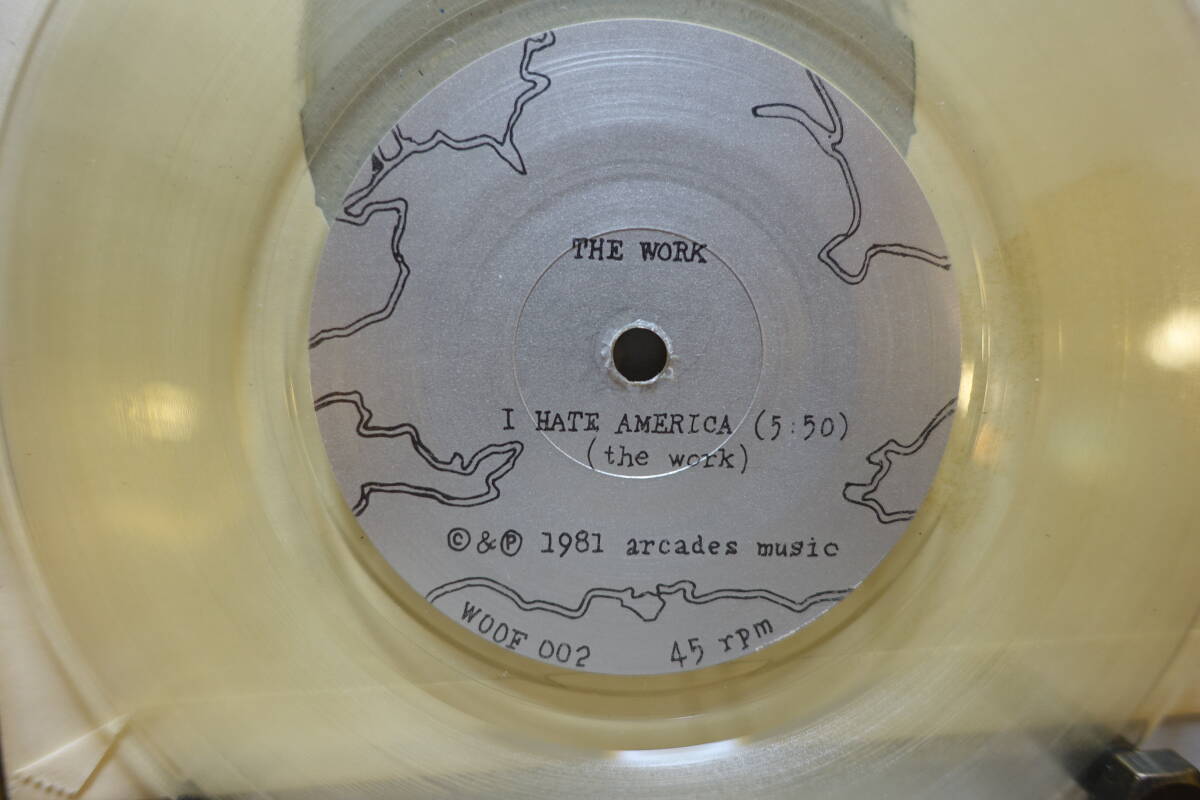 THE WORK
I HATE AMERICA (5:50)
(the work)
©&℗ 1981 arcades music
WOOF 002 45 rpm